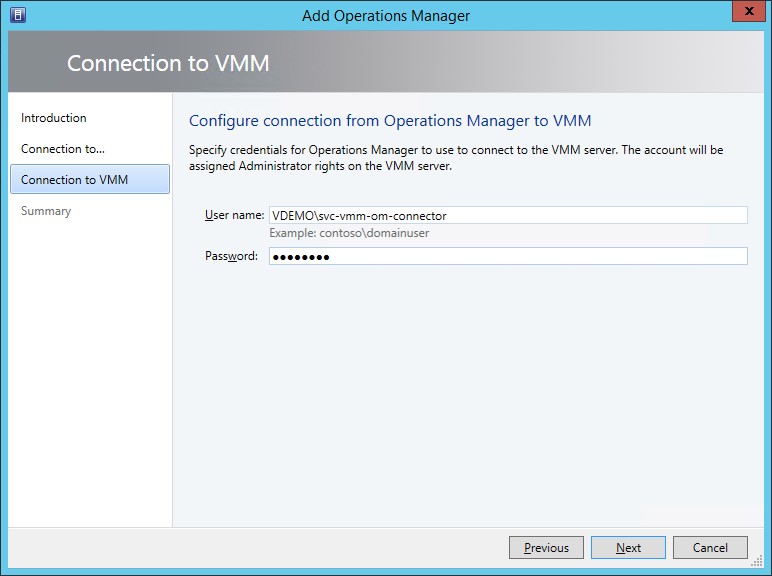 Add Operations Manager
Connection to VMM
Introduction
Connection to...
Connection to VMM
Summary
Configure connection from Operations Manager to VMM
Specify credentials for Operations Manager to use to connect to the VMM server. The account will be
assigned Administrator rights on the VMM server.
User name: VDEMO\svc-vmm-om-connector
Example: contoso\domainuser
Password: ●●●●●●●●
Previous Next Cancel